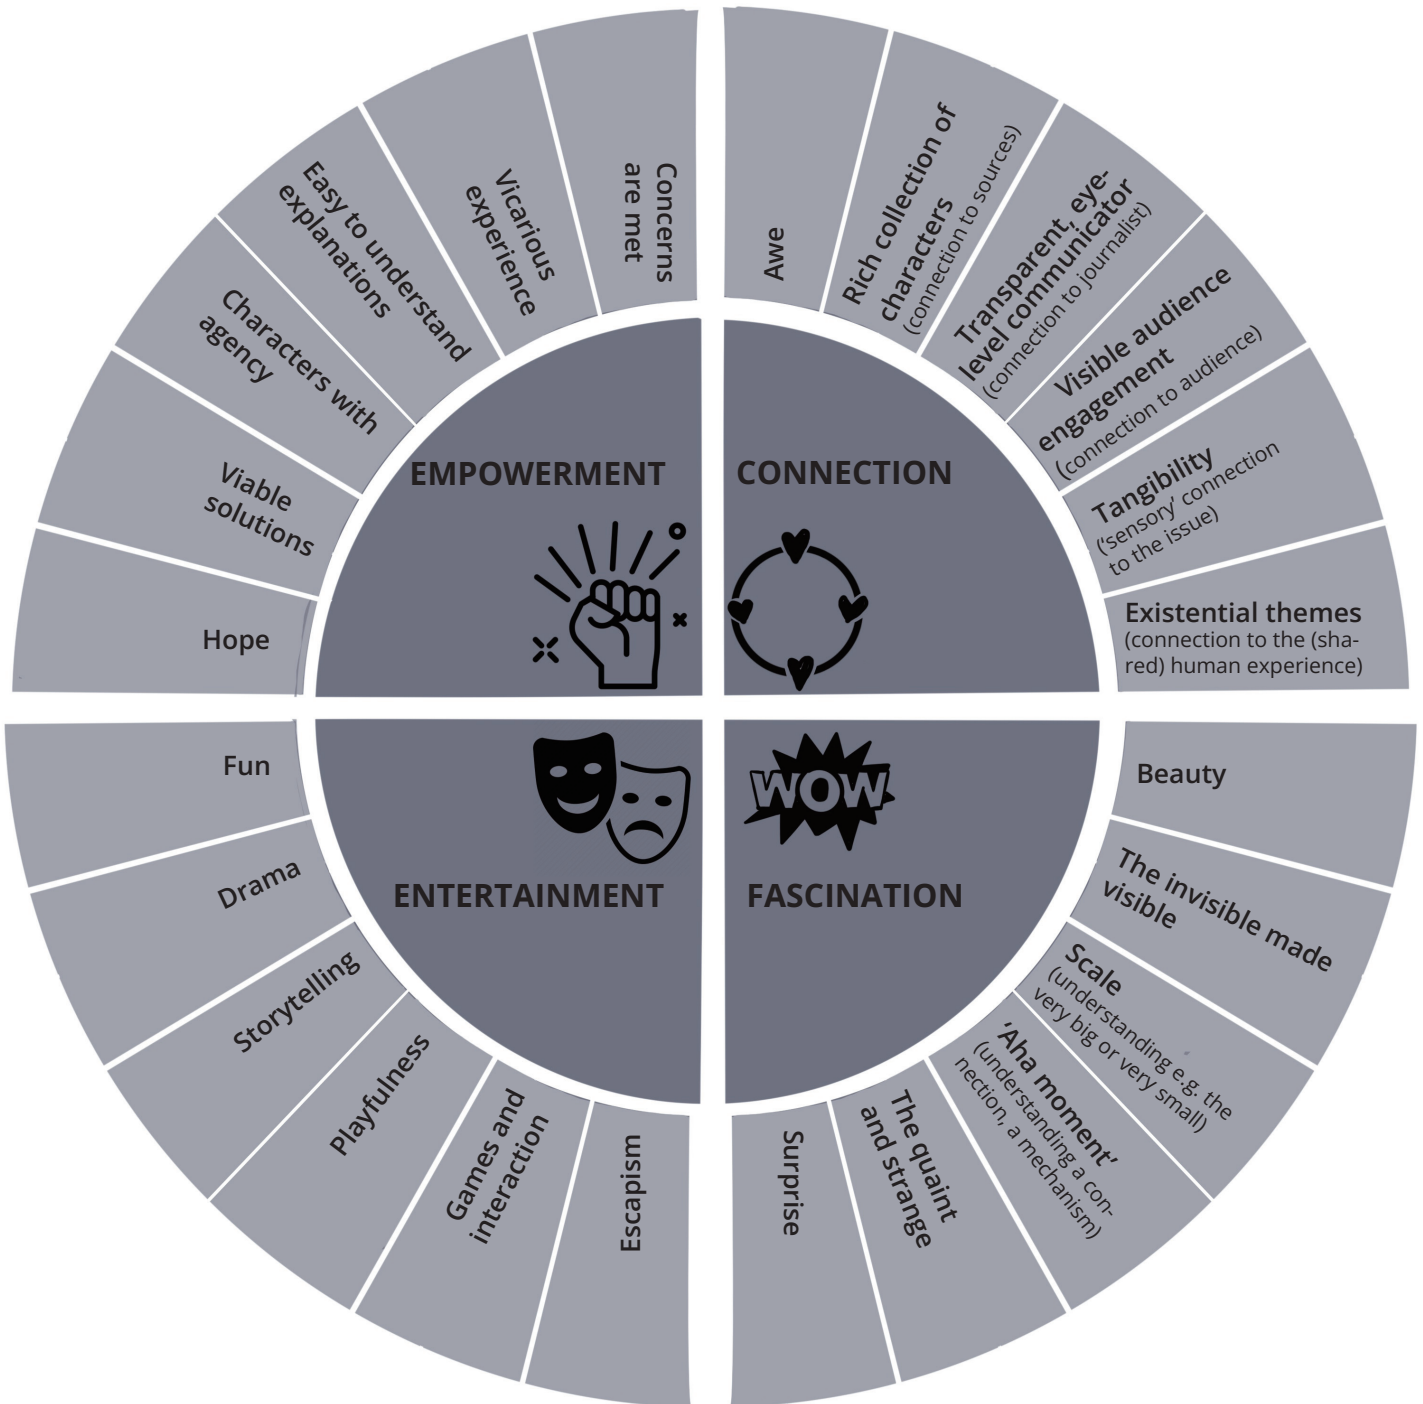 Concerns
are met
Vicarious
experience
Easy to understand
explanations
Characters with
agency
Viable
solutions
Hope
EMPOWERMENT
Awe
Rich collection of
characters
(connection to sources)
Transparent, eye-
level communicator
(connection to journalist)
Visible audience
engagement
(connection to audience)
Tangibility
('sensory' connection
to the issue)
Existential themes
(connection to the (sha-
red) human experience)
CONNECTION
Fun
Drama
Storytelling
Playfulness
Games and
interaction
Escapism
ENTERTAINMENT
WOW
FASCINATION
Beauty
The invisible made
visible
Scale
(understanding e.g. the
very big or very small)
‘Aha moment’
(understanding a con-
nection, a mechanism)
The quaint
and strange
Surprise